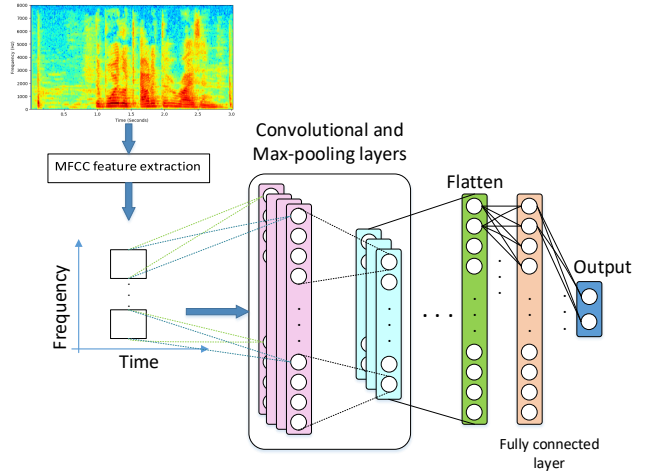 8000
7000
6000
5000
4000
3000
2000
1000
0
Frequency (Hz)
0.5 1.0 1.5 2.0 2.5 3.0
Time (Seconds)
MFCC feature extraction
Convolutional and
Max-pooling layers
Flatten
Output
Frequency
Time
Fully connected
layer